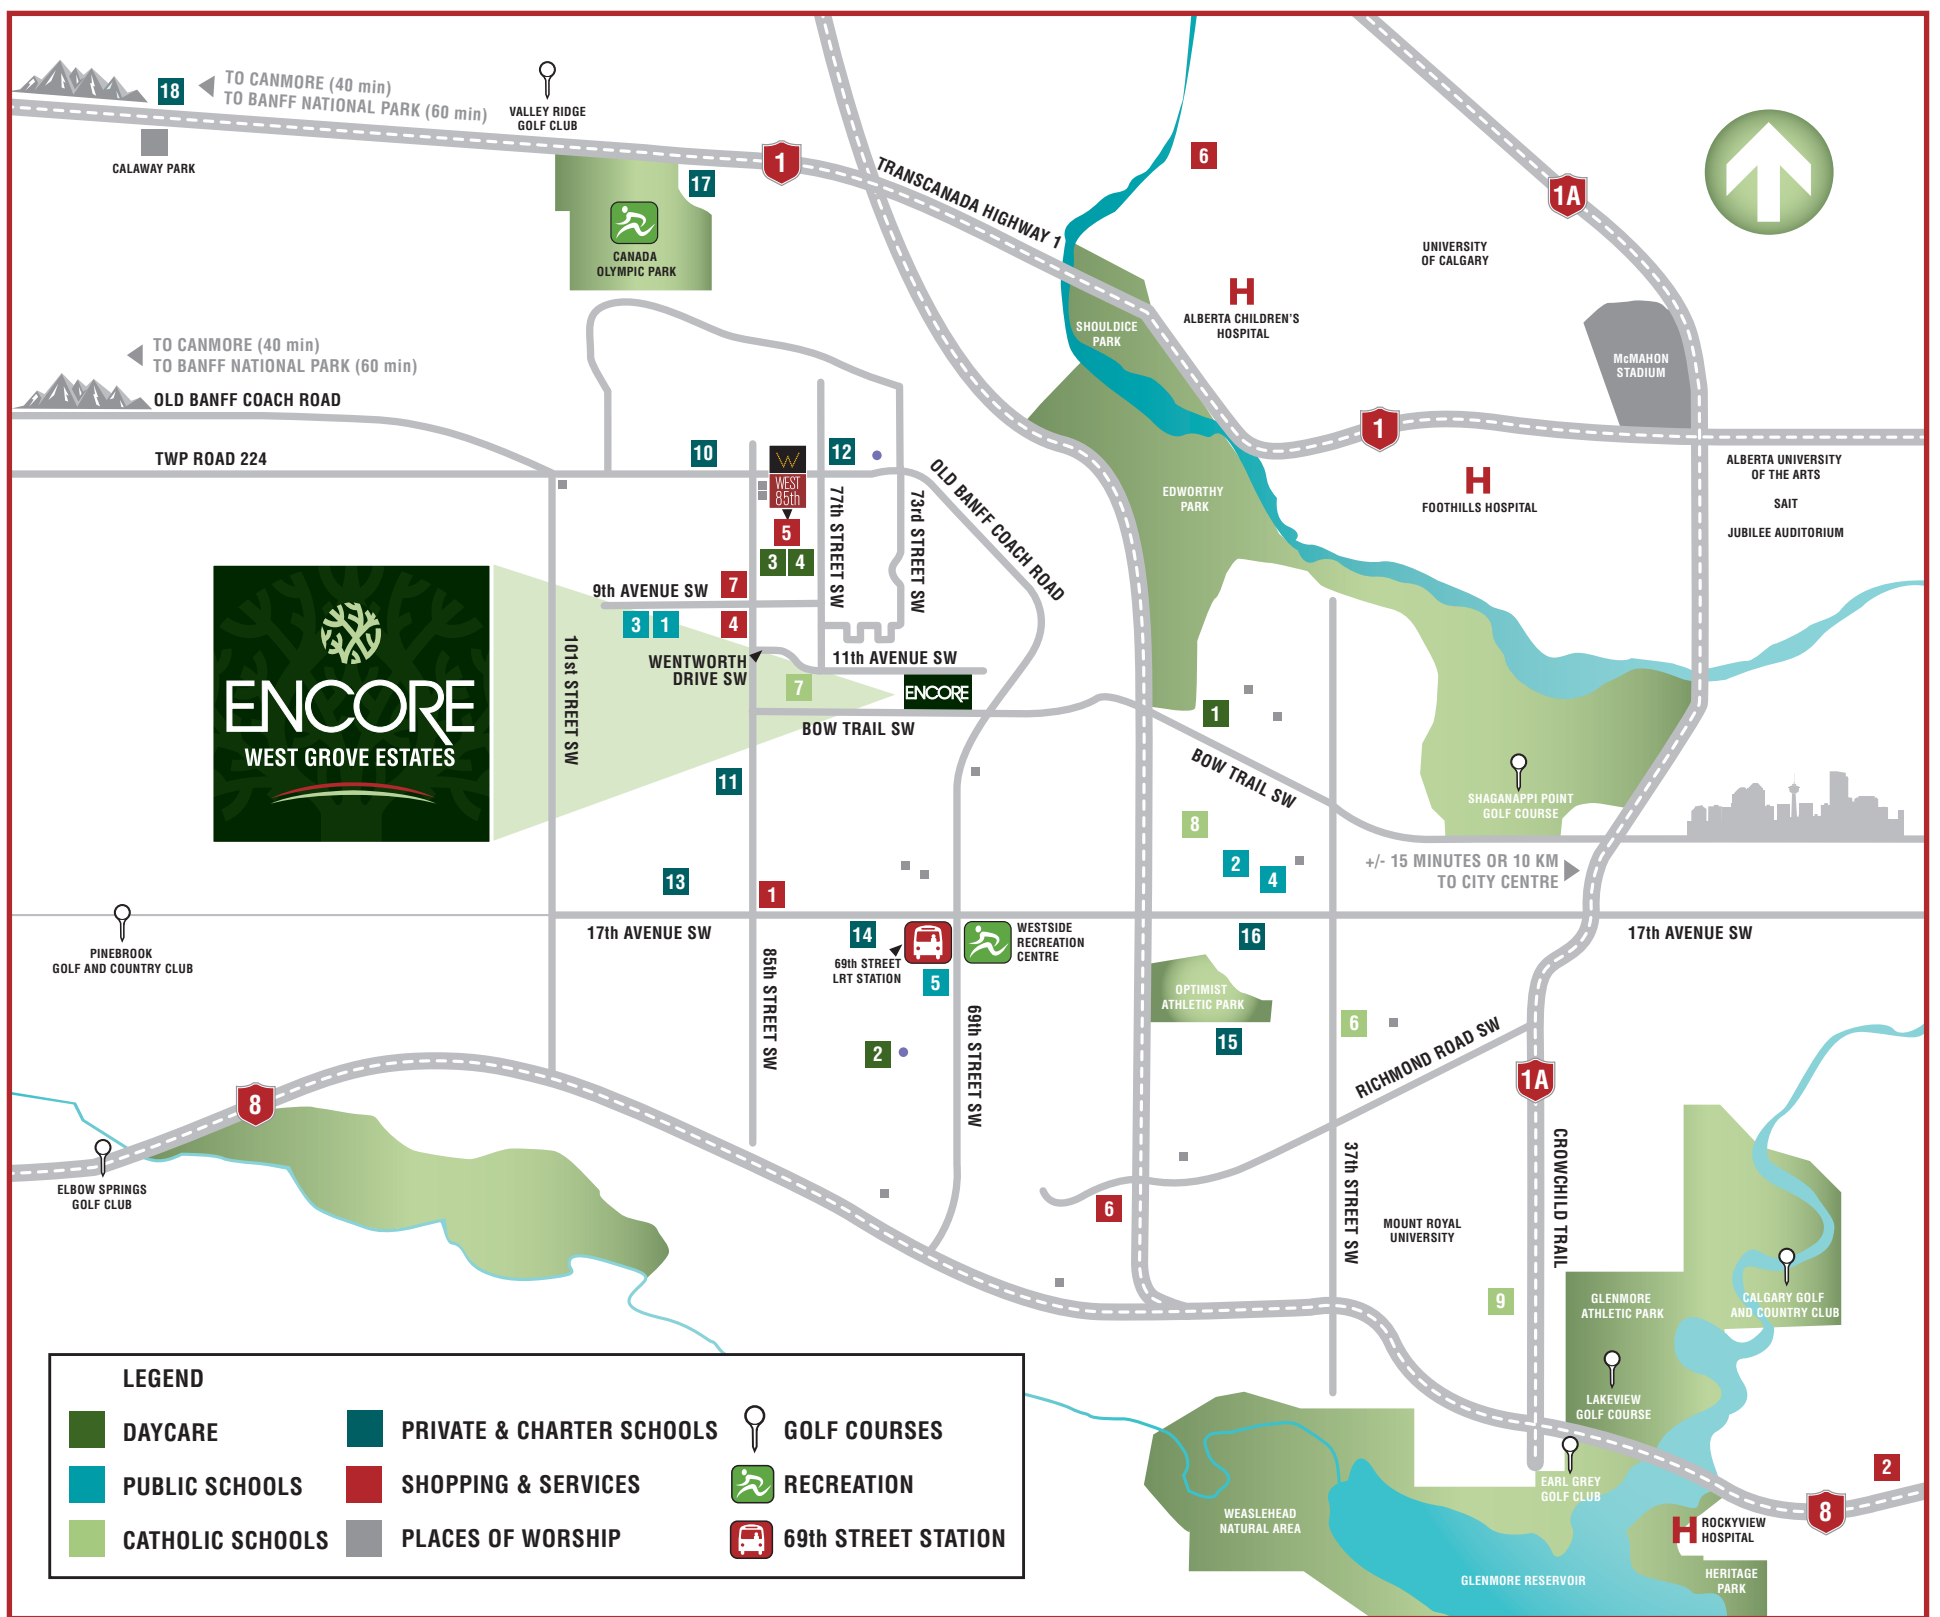 18
TO CANMORE (40 min)
TO BANFF NATIONAL PARK (60 min)
VALLEY RIDGE
GOLF CLUB
CALAWAY PARK
1
17
CANADA
OLYMPIC PARK
TRANSCANADA HIGHWAY 1
6
1A
UNIVERSITY
OF CALGARY
H
ALBERTA CHILDREN'S
HOSPITAL
SHOULDICE
PARK
McMAHON
STADIUM
TO CANMORE (40 min)
TO BANFF NATIONAL PARK (60 min)
OLD BANFF COACH ROAD
TWP ROAD 224
10
W
WEST
85th
12
5
3
4
77th STREET SW
73rd STREET SW
OLD BANFF COACH ROAD
1
EDWORTHY
PARK
H
FOOTHILLS HOSPITAL
ALBERTA UNIVERSITY
OF THE ARTS
SAIT
JUBILEE AUDITORIUM
ENCORE
WEST GROVE ESTATES
9th AVENUE SW
7
3
1
4
101st STREET SW
WENTWORTH
DRIVE SW
11th AVENUE SW
7
ENCORE
BOW TRAIL SW
11
1
BOW TRAIL SW
SHAGANAPPI POINT
GOLF COURSE
8
2
4
+/- 15 MINUTES OR 10 KM
TO CITY CENTRE
13
1
PINEBROOK
GOLF AND COUNTRY CLUB
17th AVENUE SW
14
69th STREET
LRT STATION
WESTSIDE
RECREATION
CENTRE
5
16
17th AVENUE SW
85th STREET SW
69th STREET SW
2
OPTIMIST
ATHLETIC PARK
15
6
RICHMOND ROAD SW
1A
8
ELBOW SPRINGS
GOLF CLUB
6
37th STREET SW
MOUNT ROYAL
UNIVERSITY
CROWCHILD TRAIL
9
GLENMORE
ATHLETIC PARK
CALGARY GOLF
AND COUNTRY CLUB
LAKEVIEW
GOLF COURSE
EARL GREY
GOLF CLUB
2
8
H
ROCKYVIEW
HOSPITAL
WEASLEHEAD
NATURAL AREA
GLENMORE RESERVOIR
HERITAGE
PARK
LEGEND
DAYCARE
PUBLIC SCHOOLS
CATHOLIC SCHOOLS
PRIVATE & CHARTER SCHOOLS
SHOPPING & SERVICES
PLACES OF WORSHIP
GOLF COURSES
RECREATION
69th STREET STATION